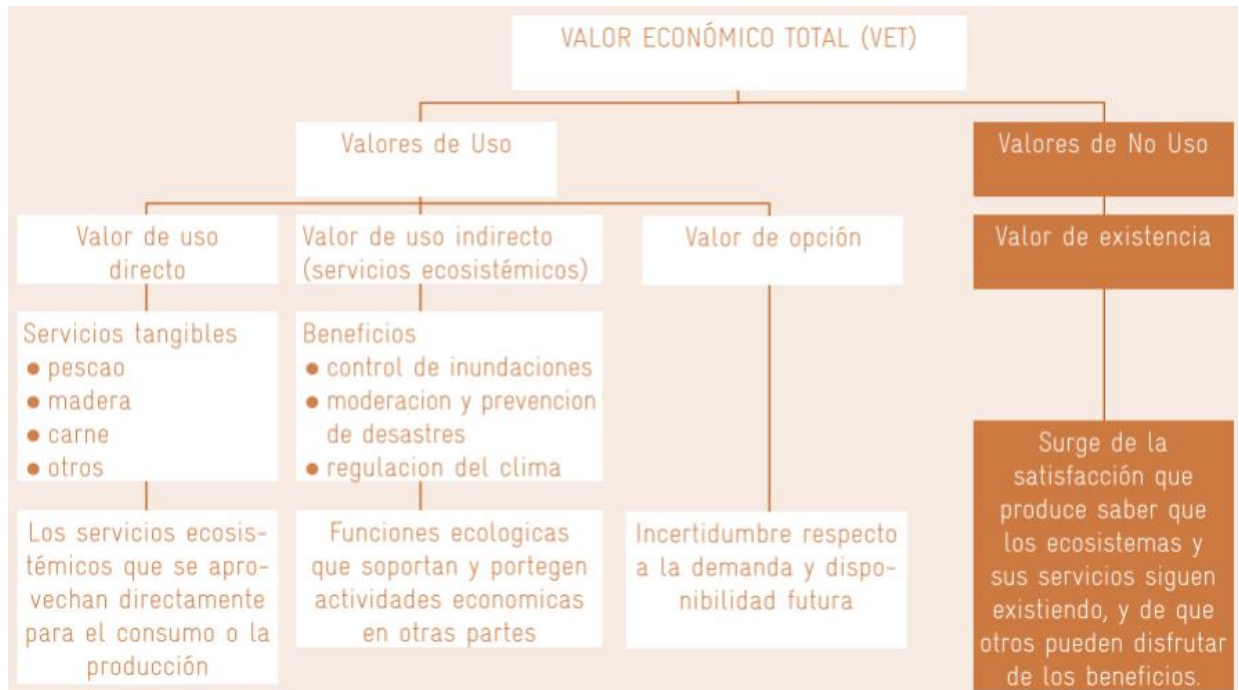 VALOR ECONÓMICO TOTAL (VET)
Valores de Uso
Valores de No Uso
Valor de uso
directo
Valor de uso indirecto
(servicios ecosistémicos)
Valor de opción
Valor de existencia
Servicios tangibles
• pescao
• madera
• carne
• otros
Beneficios
• control de inundaciones
• moderacion y prevencion
de desastres
• regulacion del clima
Los servicios ecosis-
témicos que se apro-
vechan directamente
para el consumo o la
producción
Funciones ecologicas
que soportan y portegen
actividades economicas
en otras partes
Incertidumbre respecto
a la demanda y dispo-
nibilidad futura
Surge de la
satisfacción que
produce saber que
los ecosistemas y
sus servicios siguen
existiendo, y de que
otros pueden disfrutar
de los beneficios.